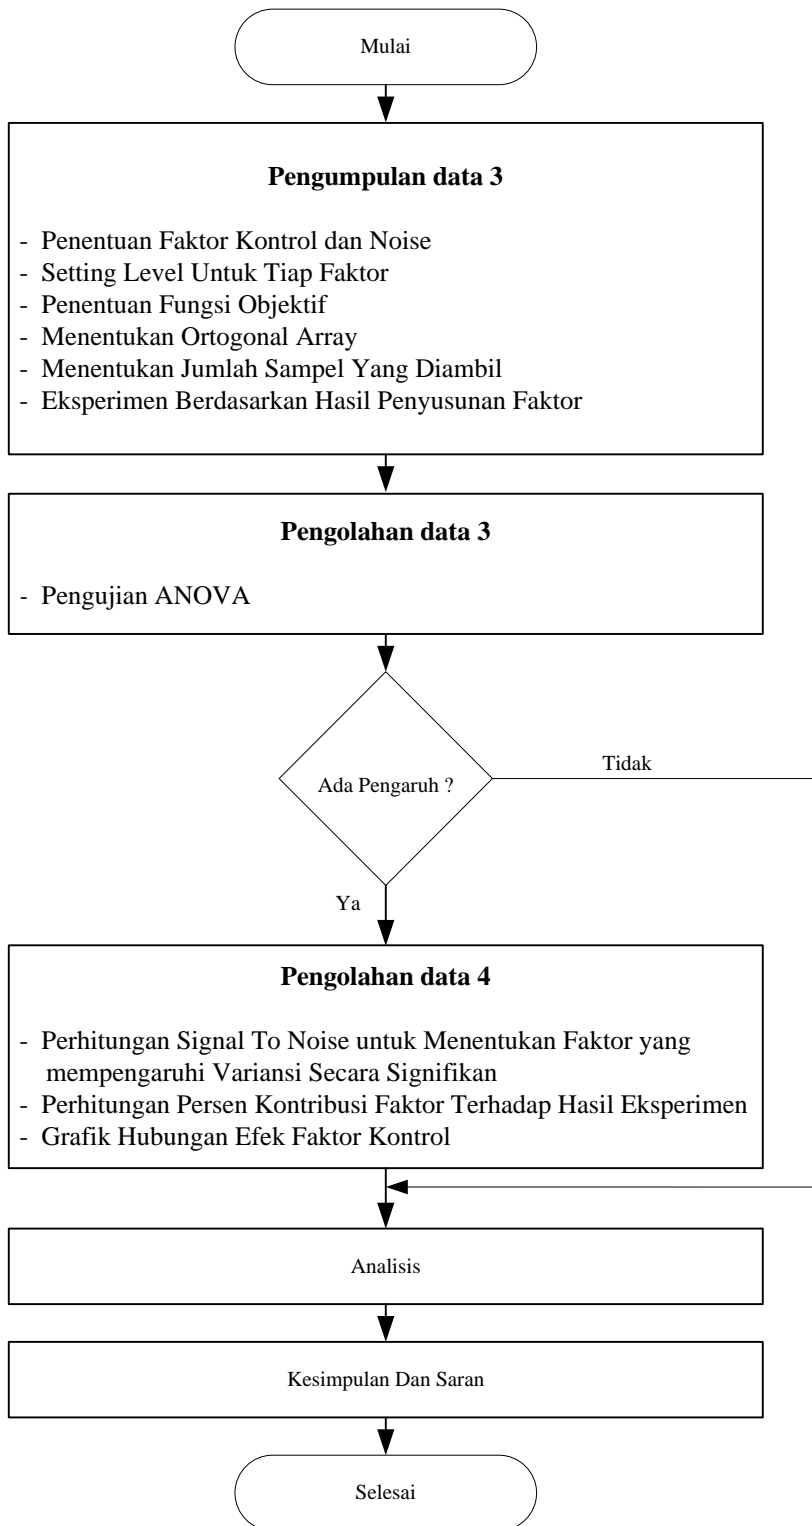 Mulai
Pengumpulan data 3
- Penentuan Faktor Kontrol dan Noise
- Setting Level Untuk Tiap Faktor
- Penentuan Fungsi Objektif
- Menentukan Ortogonal Array
- Menentukan Jumlah Sampel Yang Diambil
- Eksperimen Berdasarkan Hasil Penyusunan Faktor
Pengolahan data 3
- Pengujian ANOVA
Ada Pengaruh ?
Tidak
Ya
Pengolahan data 4
- Perhitungan Signal To Noise untuk Menentukan Faktor yang
mempengaruhi Variansi Secara Signifikan
- Perhitungan Persen Kontribusi Faktor Terhadap Hasil Eksperimen
- Grafik Hubungan Efek Faktor Kontrol
Analisis
Kesimpulan Dan Saran
Selesai